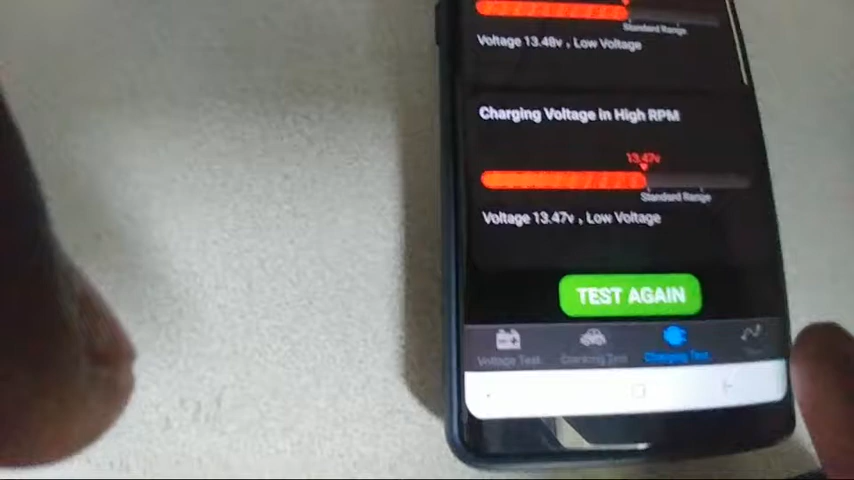 Standard Range
Voltage 13.48v , Low Voltage
Charging Voltage in High RPM
13.47v
Standard Range
Voltage 13.47v , Low Voltage
TEST AGAIN
Voltage Test
Cranking Test
Charging Test